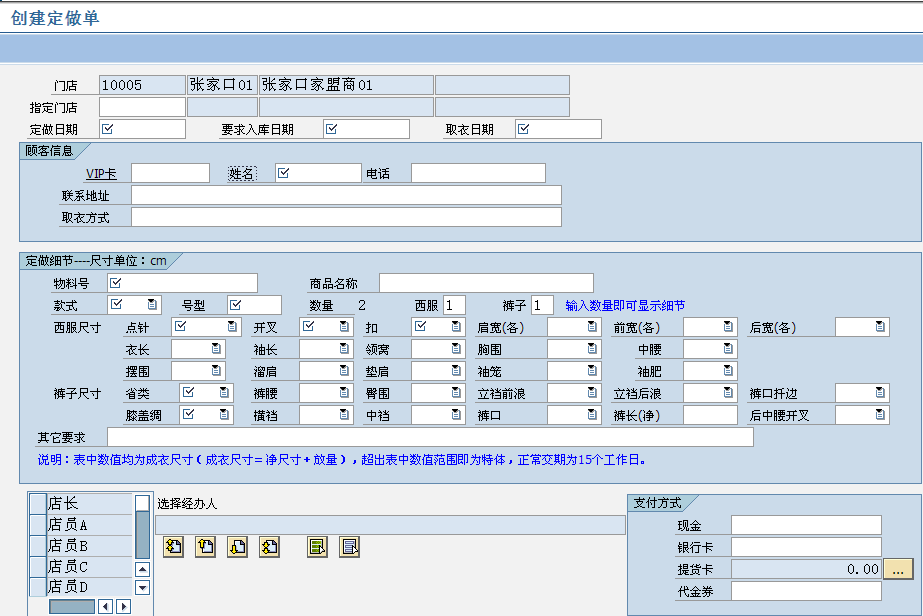 创建定做单
门店 10005 张家口01 张家口家盟商01
指定门店
定做日期 要求入库日期 取衣日期
顾客信息
VIP卡 姓名 电话
联系地址
取衣方式
定做细节----尺寸单位：cm
物料号 商品名称
款式 号型 数量 2 西服 1 裤子 1 输入数量即可显示细节
西服尺寸 点针 开叉 扣 肩宽(各) 前宽(各) 后宽(各)
衣长 袖长 领窝 胸围 中腰
摆围 溜肩 垫肩 袖笼 袖肥
裤子尺寸 省类 裤腰 臀围 立裆前浪 立裆后浪 裤口扦边
膝盖绸 横裆 中裆 裤口 裤长(净) 后中腰开叉
其它要求
说明：表中数值均为成衣尺寸（成衣尺寸=净尺寸+放量），超出表中数值范围即为特体，正常交期为15个工作日。
店长 选择经办人 支付方式
店员A 现金
店员B 银行卡
店员C 提货卡 0.00 ...
店员D 代金券